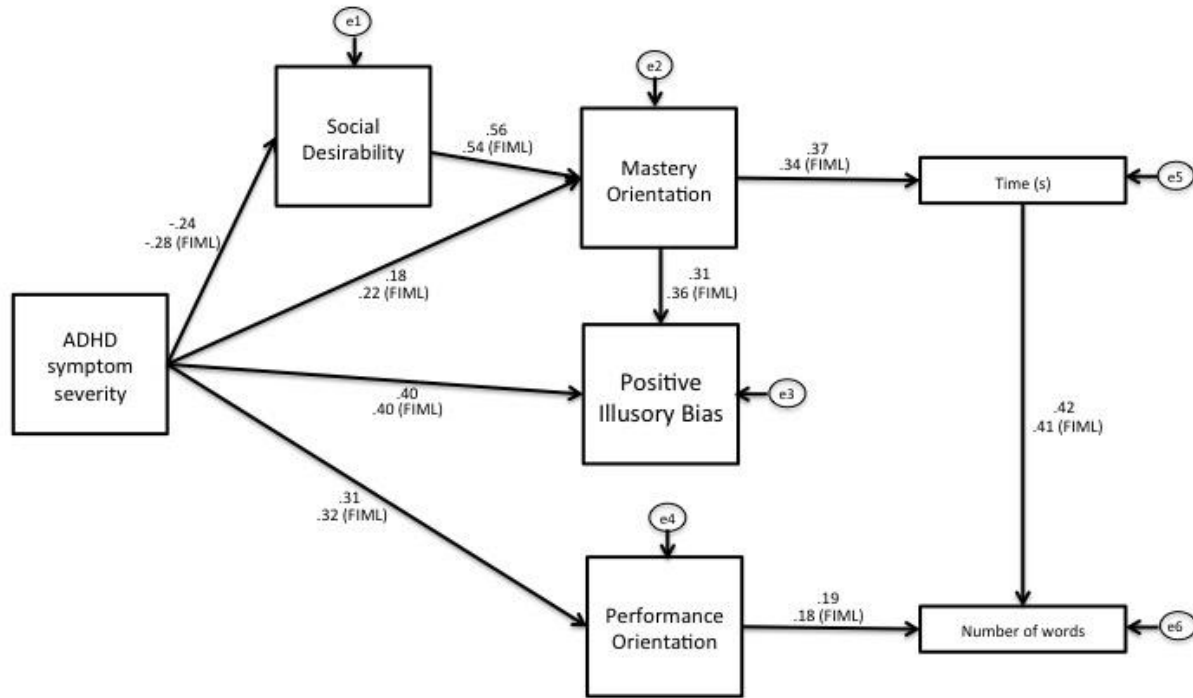 e1
Social
Desirability
e2
.56
.54 (FIML)
Mastery
Orientation
.37
.34 (FIML)
Time (s)
e5
-.24
-.28 (FIML)
.18
.22 (FIML)
.31
.36 (FIML)
ADHD
symptom
severity
.40
.40 (FIML)
Positive
Illusory Bias
e3
.42
.41 (FIML)
.31
.32 (FIML)
e4
Performance
Orientation
.19
.18 (FIML)
Number of words
e6